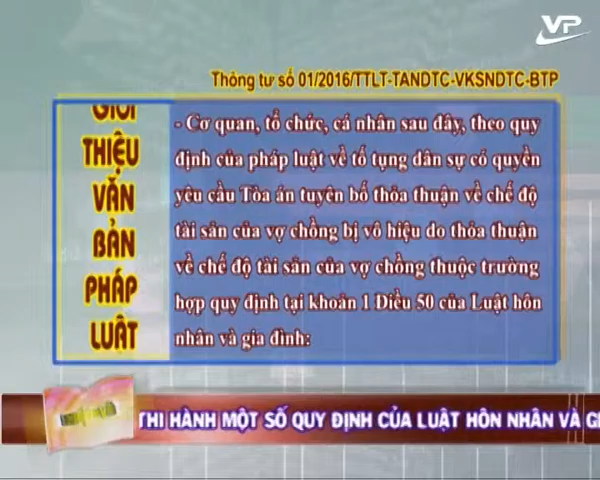 VP
Thông tư số 01/2016/TTLT-TANDTC-VKSNDTC-BTP
GIỚI
THIỆU
VĂN
BẢN
PHÁP
LUẬT
- Cơ quan, tổ chức, cá nhân sau đây, theo quy
định của pháp luật về tố tụng dân sự có quyền
yêu cầu Tòa án tuyên bố thỏa thuận về chế độ
tài sản của vợ chồng bị vô hiệu do thỏa thuận
về chế độ tài sản của vợ chồng thuộc trường
hợp quy định tại khoản 1 Điều 50 của Luật hôn
nhân và gia đình:
THI HÀNH MỘT SỐ QUY ĐỊNH CỦA LUẬT HÔN NHÂN VÀ